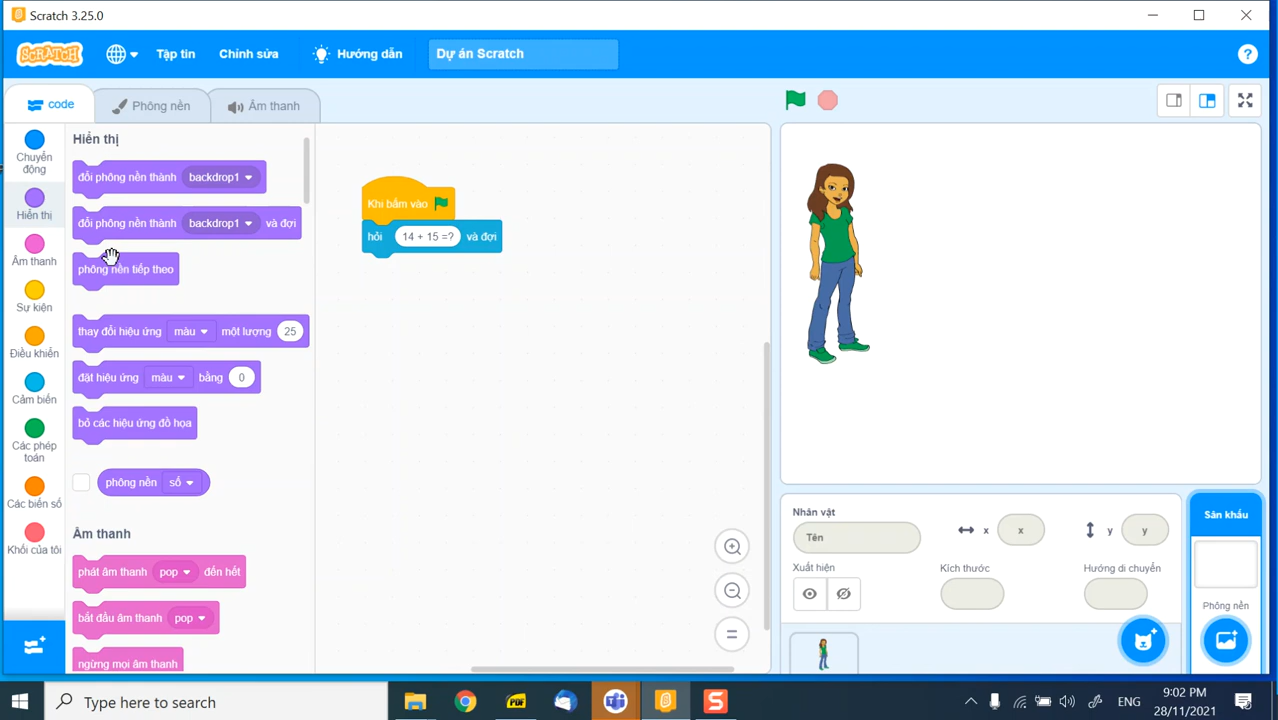 Scratch 3.25.0
SCRATCH
Tập tin
Chỉnh sửa
Hướng dẫn
Dự án Scratch
?
code
Phông nền
Âm thanh
Chuyển động
Hiển thị
Âm thanh
Sự kiện
Điều khiển
Cảm biến
Các phép toán
Các biến số
Khối của tôi
Hiển thị
đổi phông nền thành backdrop1
đổi phông nền thành backdrop1 và đợi
phông nền tiếp theo
thay đổi hiệu ứng màu một lượng 25
đặt hiệu ứng màu bằng 0
bỏ các hiệu ứng đồ họa
phông nền số
Âm thanh
phát âm thanh pop đến hết
bắt đầu âm thanh pop
ngừng mọi âm thanh
Khi bấm vào
hỏi 14 + 15 =? và đợi
Nhân vật
Tên
x x
y y
Xuất hiện
Kích thước
Hướng di chuyển
Sân khấu
Phông nền
Type here to search
PDF
S
ENG
9:02 PM
28/11/2021